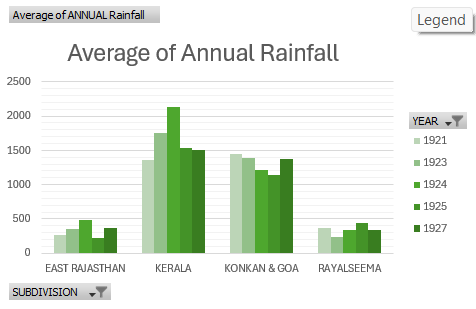 Average of ANNUAL Rainfall
Legend
Average of Annual Rainfall
2500
2000
1500
1000
500
0
EAST RAJASTHAN
KERALA
KONKAN & GOA
RAYALSEEMA
YEAR
1921
1923
1924
1925
1927
SUBDIVISION